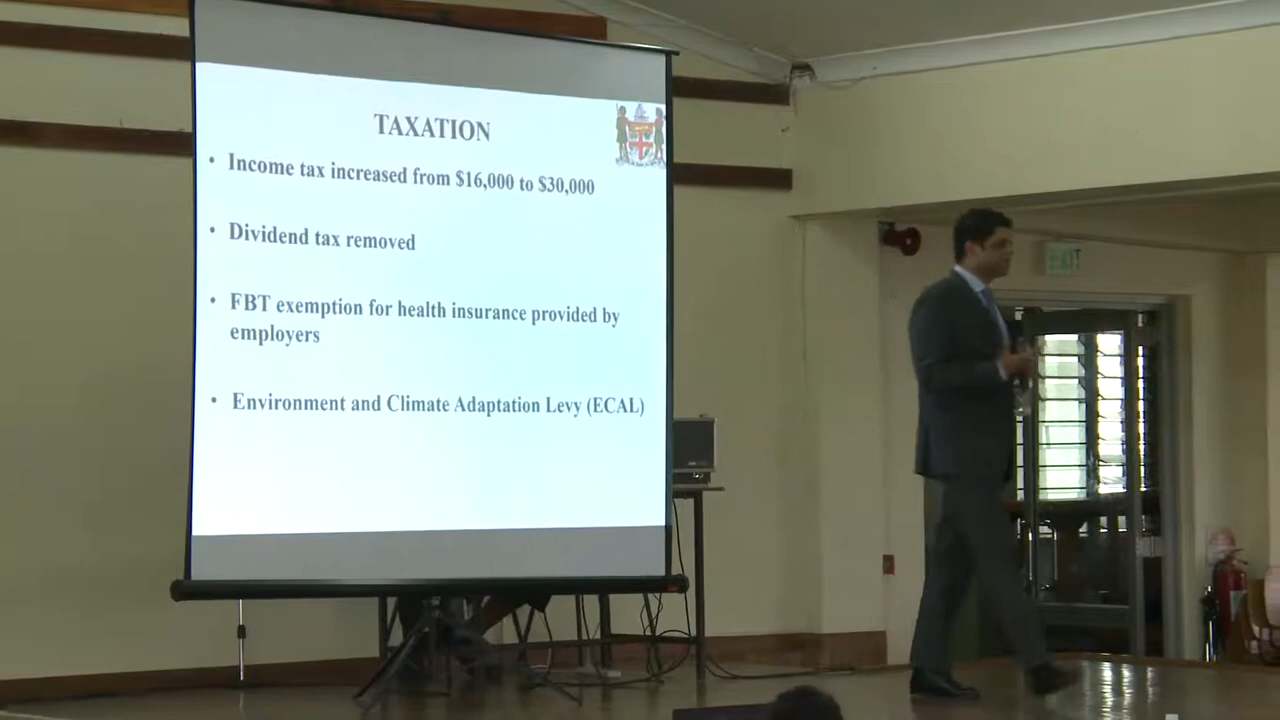 TAXATION
• Income tax increased from $16,000 to $30,000
• Dividend tax removed
• FBT exemption for health insurance provided by
employers
• Environment and Climate Adaptation Levy (ECAL)
EXIT